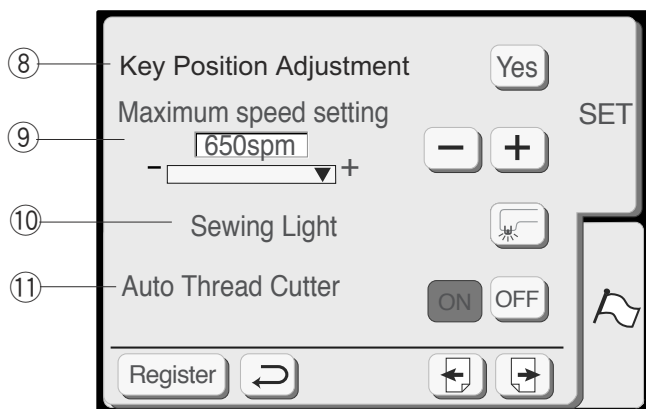 ⑧ Key Position Adjustment Yes
SET
Maximum speed setting
⑨ 650spm
- + − +
⑩ Sewing Light
⑪ Auto Thread Cutter ON OFF
Register